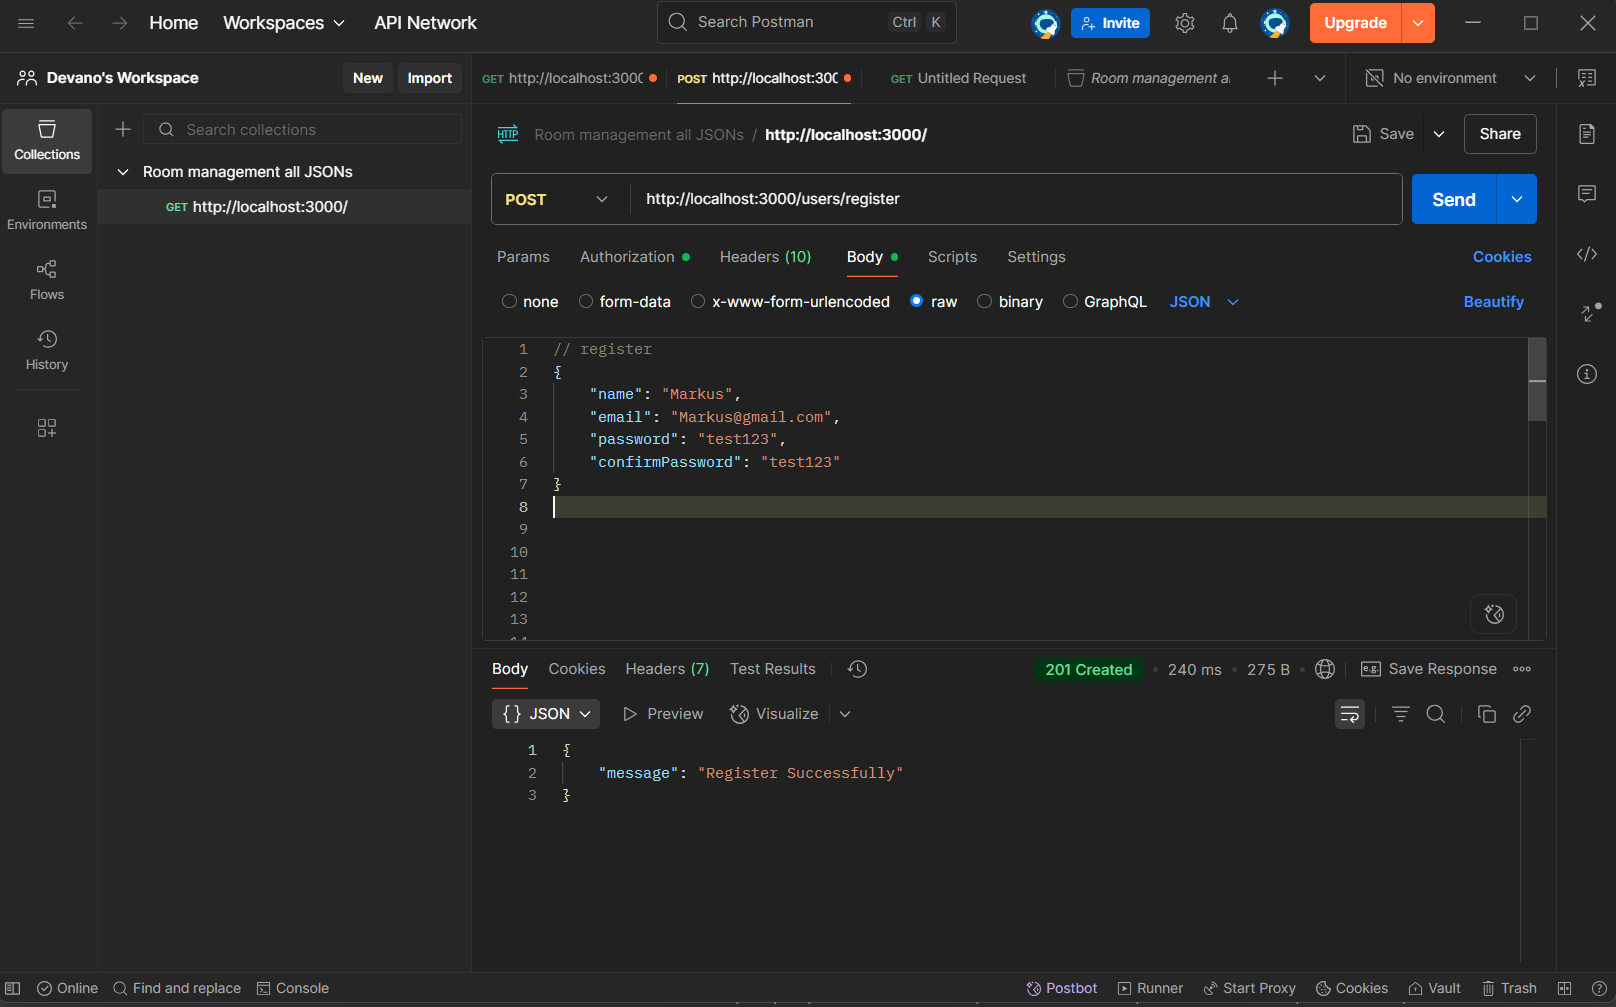 Home Workspaces API Network Search Postman Ctrl K Invite Upgrade
Devano's Workspace New Import GET http://localhost:300 POST http://localhost:30 GET Untitled Request Room management a No environment
Collections
Environments
Flows
History
Search collections
Room management all JSONs
GET http://localhost:3000/
HTTP Room management all JSONs / http://localhost:3000/ Save Share
POST http://localhost:3000/users/register Send
Params Authorization Headers (10) Body Scripts Settings Cookies
none form-data x-www-form-urlencoded raw binary GraphQL JSON Beautify
1 // register
2 {
3 "name": "Markus",
4 "email": "Markus@gmail.com",
5 "password": "test123",
6 "confirmPassword": "test123"
7 }
8
9
10
11
12
13
Body Cookies Headers (7) Test Results 201 Created • 240 ms • 275 B • e.g. Save Response
{} JSON Preview Visualize
1 {
2 "message": "Register Successfully"
3 }
Online Find and replace Console Postbot Runner Start Proxy Cookies Vault Trash